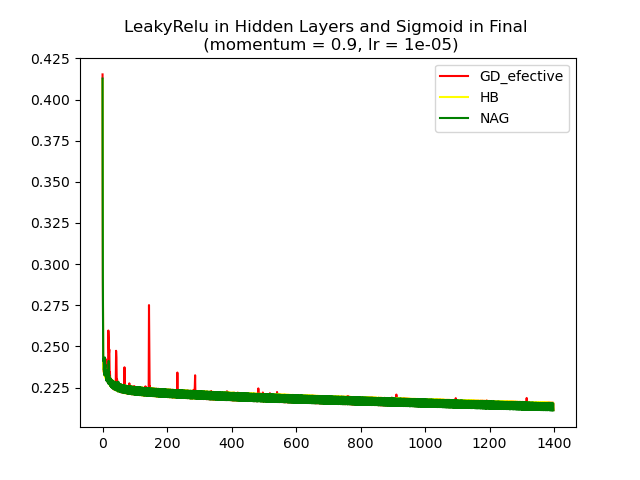 LeakyRelu in Hidden Layers and Sigmoid in Final
(momentum = 0.9, lr = 1e-05)
GD_efective
HB
NAG
0.425
0.400
0.375
0.350
0.325
0.300
0.275
0.250
0.225
0 200 400 600 800 1000 1200 1400